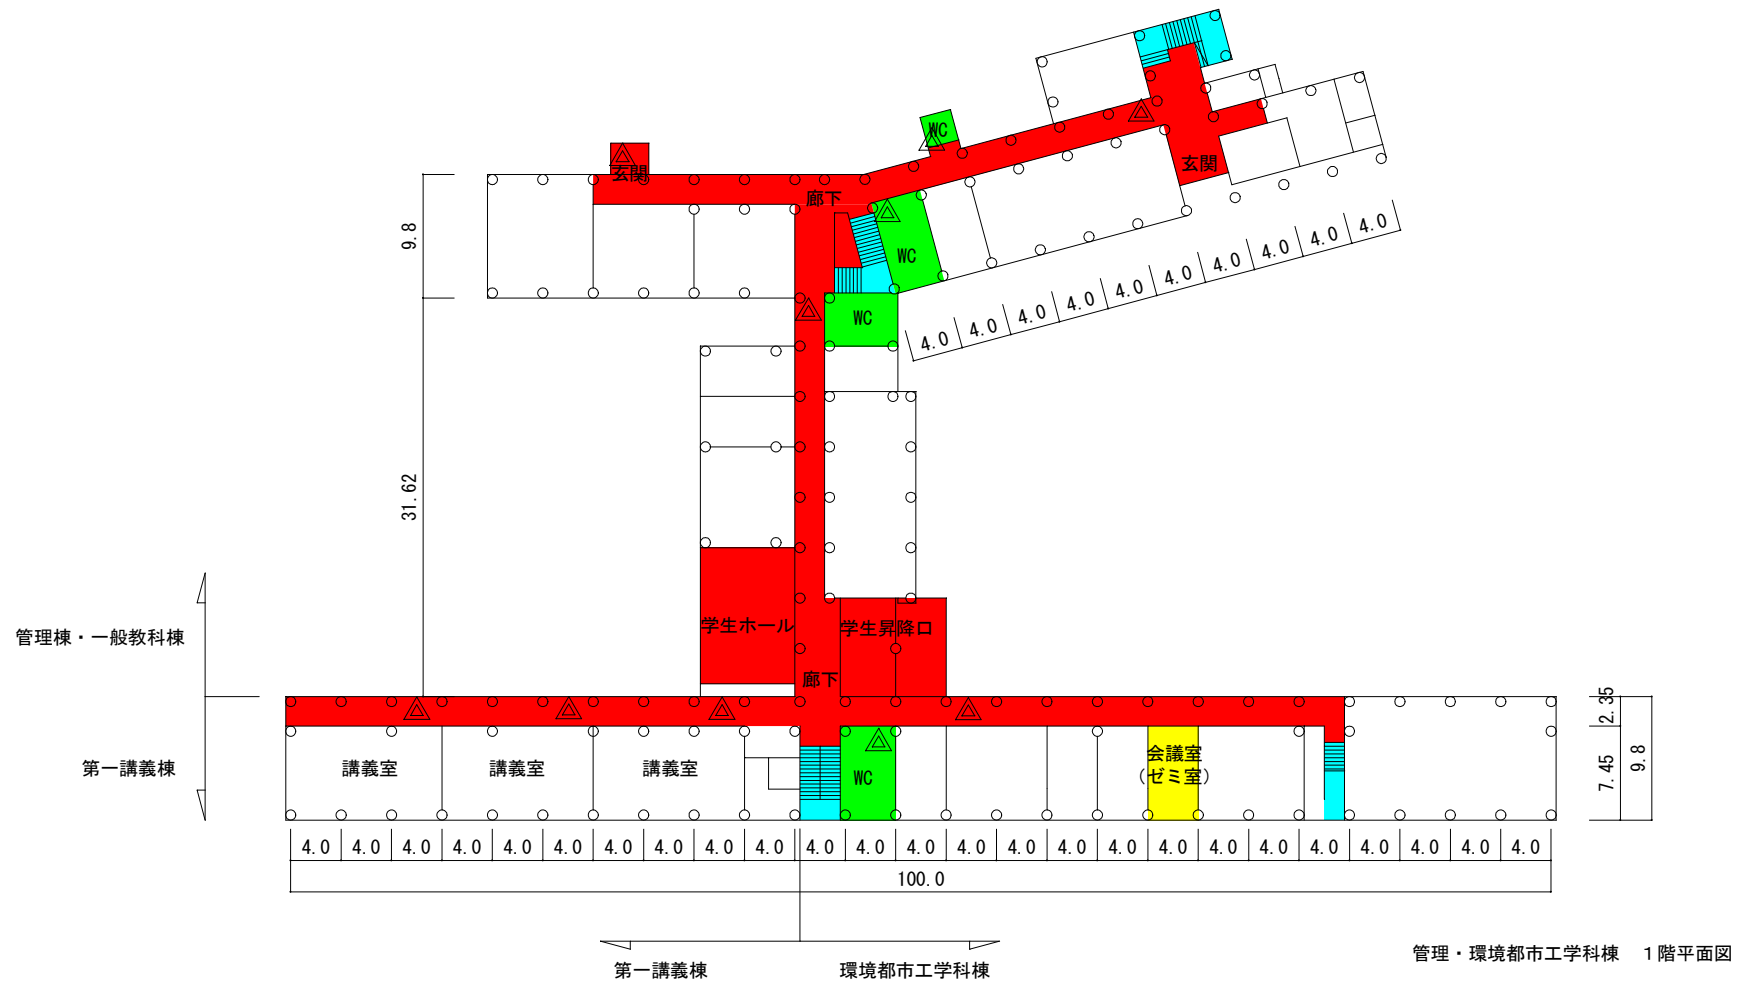 WC
玄関
玄関
廊下
9.8
WC
4.0 4.0 4.0 4.0 4.0 4.0 4.0 4.0 4.0 4.0
WC
31.62
学生ホール
学生昇降口
管理棟・一般教科棟
廊下
2.35
第一講義棟
講義室
講義室
講義室
WC
会議室
(ゼミ室)
7.45
9.8
4.0 4.0 4.0 4.0 4.0 4.0 4.0 4.0 4.0 4.0 4.0 4.0 4.0 4.0 4.0 4.0 4.0 4.0 4.0 4.0 4.0 4.0 4.0 4.0 4.0
100.0
第一講義棟
環境都市工学科棟
管理・環境都市工学科棟 1階平面図